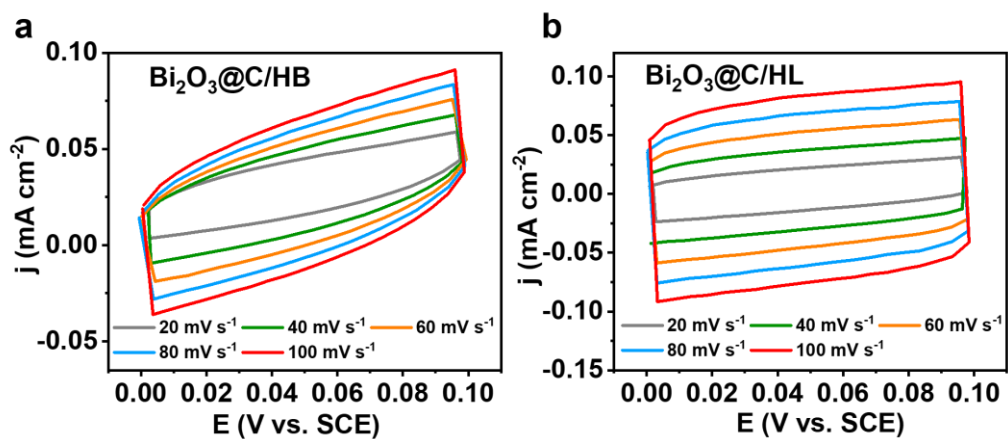 a
Bi₂O₃@C/HB
j (mA cm⁻²)
0.10
0.05
0.00
-0.05
20 mV s⁻¹ 40 mV s⁻¹ 60 mV s⁻¹
80 mV s⁻¹ 100 mV s⁻¹
0.00 0.02 0.04 0.06 0.08 0.10
E (V vs. SCE)
b
Bi₂O₃@C/HL
j (mA cm⁻²)
0.10
0.05
0.00
-0.05
-0.10
-0.15
20 mV s⁻¹ 40 mV s⁻¹ 60 mV s⁻¹
80 mV s⁻¹ 100 mV s⁻¹
0.00 0.02 0.04 0.06 0.08 0.10
E (V vs. SCE)